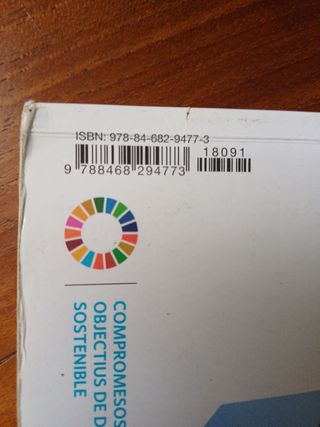 ISBN: 978-84-682-9477-3
18091
9 788468 294773
COMPROMESOS
OBJECTIUS DE D
SOSTENIBLE